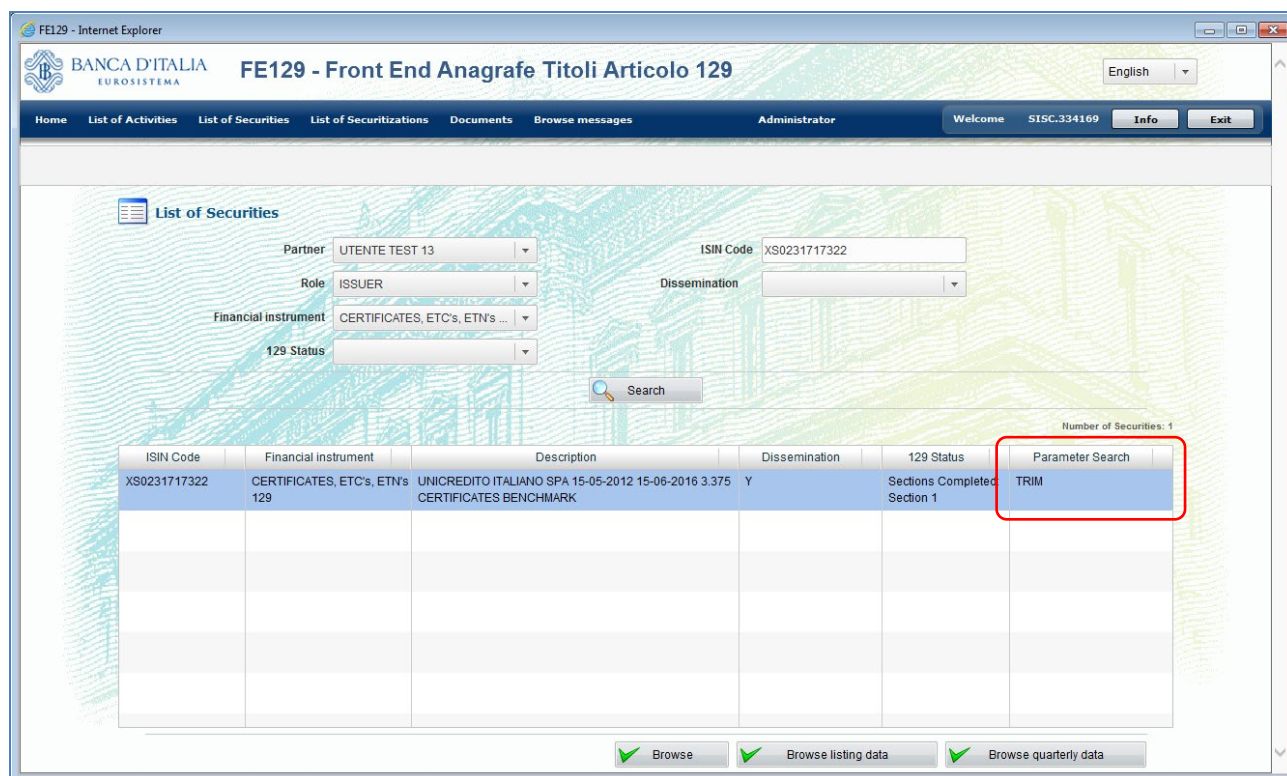 FE129 - Internet Explorer
BANCA D'ITALIA
EUROSISTEMA
FE129 - Front End Anagrafe Titoli Articolo 129
English
Home List of Activities List of Securities List of Securitizations Documents Browse messages Administrator Welcome SISC.334169 Info Exit
List of Securities
Partner UTENTE TEST 13 ISIN Code XS0231717322
Role ISSUER Dissemination
Financial instrument CERTIFICATES, ETC's, ETN's ...
129 Status
Search
Number of Securities: 1
ISIN Code Financial instrument Description Dissemination 129 Status Parameter Search
XS0231717322 CERTIFICATES, ETC's, ETN's UNICREDITO ITALIANO SPA 15-05-2012 15-06-2016 3.375 Y Sections Completed: TRIM
129 CERTIFICATES BENCHMARK Section 1
Browse Browse listing data Browse quarterly data